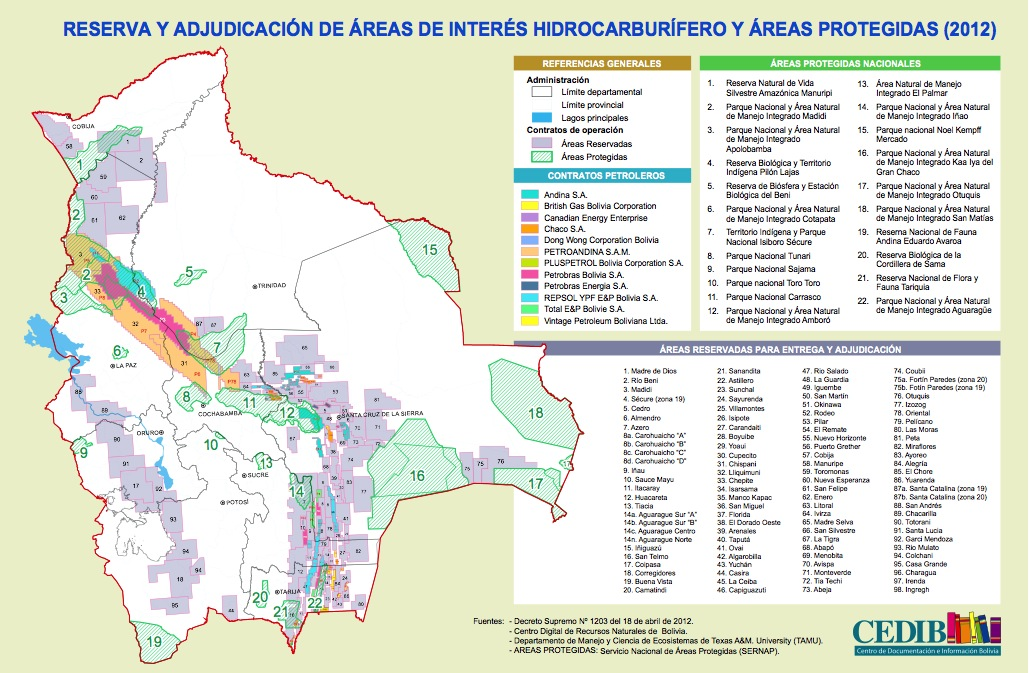 RESERVA Y ADJUDICACIÓN DE ÁREAS DE INTERÉS HIDROCARBURÍFERO Y ÁREAS PROTEGIDAS (2012)
REFERENCIAS GENERALES
Administración
Límite departamental
Límite provincial
Lagos principales
Contratos de operación
Áreas Reservadas
Áreas Protegidas
CONTRATOS PETROLEROS
Andina S.A.
British Gas Bolivia Corporation
Canadian Energy Enterprise
Chaco S.A.
Dong Wong Corporation Bolivia
PETROANDINA S.A.M.
PLUSPETROL Bolivia Corporation S.A.
Petrobras Bolivia S.A.
Petrobras Energia S.A.
REPSOL YPF E&P Bolivia S.A.
Total E&P Bolivie S.A.
Vintage Petroleum Boliviana Ltda.
ÁREAS PROTEGIDAS NACIONALES
1. Reserva Natural de Vida
Silvestre Amazónica Manuripi
2. Parque Nacional y Área Natural
de Manejo Integrado Madidi
3. Parque Nacional y Área Natural
de Manejo Integrado
Apolobamba
4. Reserva Biológica y Territorio
Indígena Pilón Lajas
5. Reserva de Biósfera y Estación
Biológica del Beni
6. Parque Nacional y Área Natural
de Manejo Integrado Cotapata
7. Territorio Indígena y Parque
Nacional Isiboro Sécure
8. Parque Nacional Tunari
9. Parque Nacional Sajama
10. Parque nacional Toro Toro
11. Parque Nacional Carrasco
12. Parque Nacional y Área Natural
de Manejo Integrado Amboró
13. Área Natural de Manejo
Integrado El Palmar
14. Parque Nacional y Área Natural
de Manejo Integrado Iñao
15. Parque nacional Noel Kempff
Mercado
16. Parque Nacional y Área Natural
de Manejo Integrado Kaa Iya del
Gran Chaco
17. Parque Nacional y Área Natural
de Manejo Integrado Otuquis
18. Parque Nacional y Área Natural
de Manejo Integrado San Matías
19. Reserna Nacional de Fauna
Andina Eduardo Avaroa
20. Reserva Biológica de la
Cordillera de Sama
21. Reserva Nacional de Flora y
Fauna Tariquia
22. Parque Nacional y Área Natural
de Manejo Integrado Aguaragüe
ÁREAS RESERVADAS PARA ENTREGA Y ADJUDICACIÓN
1. Madre de Dios
2. Río Beni
3. Madidi
4. Sécure (zona 19)
5. Cedro
6. Almendro
7. Azero
8a. Carohuaicho "A"
8b. Carohuaicho "B"
8c. Carohuaicho "C"
8d. Carohuaicho "D"
9. Iñau
10. Sauce Mayu
11. Itacaray
12. Huacareta
13. Tiacia
14a. Aguarague Sur "A"
14b. Aguarague Sur "B"
14c. Aguarague Centro
14n. Aguarague Norte
15. Iñiguazú
16. San Telmo
17. Coipasa
18. Corregidores
19. Buena Vista
20. Camatindi
21. Sanandita
22. Astillero
23. Sunchal
24. Sayurenda
25. Villamontes
26. Isipote
27. Carandaiti
28. Boyuibe
29. Yoaui
30. Cupecito
31. Chispani
32. Lliquimuni
33. Chepite
34. Isarsama
35. Manco Kapac
36. San Miguel
37. Florida
38. El Dorado Oeste
39. Arenales
40. Taputá
41. Ovai
42. Algarobilla
43. Yuchán
44. Casira
45. La Ceiba
46. Capiguazuti
47. Río Salado
48. La Guardia
49. Iguembe
50. San Martín
51. Okinawa
52. Rodeo
53. Pilar
54. El Remate
55. Nuevo Horizonte
56. Puerto Grether
57. Cobija
58. Manuripe
59. Toromonas
60. Nueva Esperanza
61. San Felipe
62. Enero
63. Litoral
64. Ivirza
65. Madre Selva
66. San Silvestre
67. La Tigra
68. Abapó
69. Menobita
70. Avispa
71. Monteverde
72. Tia Techi
73. Abeja
74. Coubii
75a. Fortín Paredes (zona 20)
75b. Fotín Paredes (zona 19)
76. Otuquis
77. Izozog
78. Oriental
79. Pelícano
80. Las Moras
81. Peta
82. Miraflores
83. Ayoreo
84. Alegría
85. El Chore
86. Yuarenda
87a. Santa Catalina (zona 19)
87b. Santa Catalina (zona 20)
88. San Andrés
89. Chacarilla
90. Totorani
91. Santa Lucia
92. Garci Mendoza
93. Río Mulato
94. Colchani
95. Casa Grande
96. Charagua
97. Irenda
98. Ingregh
COBIJA
TRINIDAD
LA PAZ
COCHABAMBA
SANTA CRUZ DE LA SIERRA
ORURO
SUCRE
POTOSÍ
TARIJA
Fuentes: - Decreto Supremo Nº 1203 del 18 de abril de 2012.
- Centro Digital de Recursos Naturales de Bolivia.
- Departamento de Manejo y Ciencia de Ecosistemas de Texas A&M. University (TAMU).
- AREAS PROTEGIDAS: Servicio Nacional de Áreas Protegidas (SERNAP).
CEDIB
Centro de Documentación e Información Bolivia